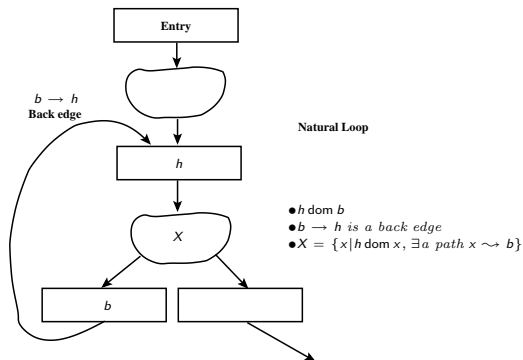 Entry
b → h
Back edge
Natural Loop
h
X
● h dom b
● b → h is a back edge
● X = {x|h dom x, ∃ a path x ⇝ b}
b